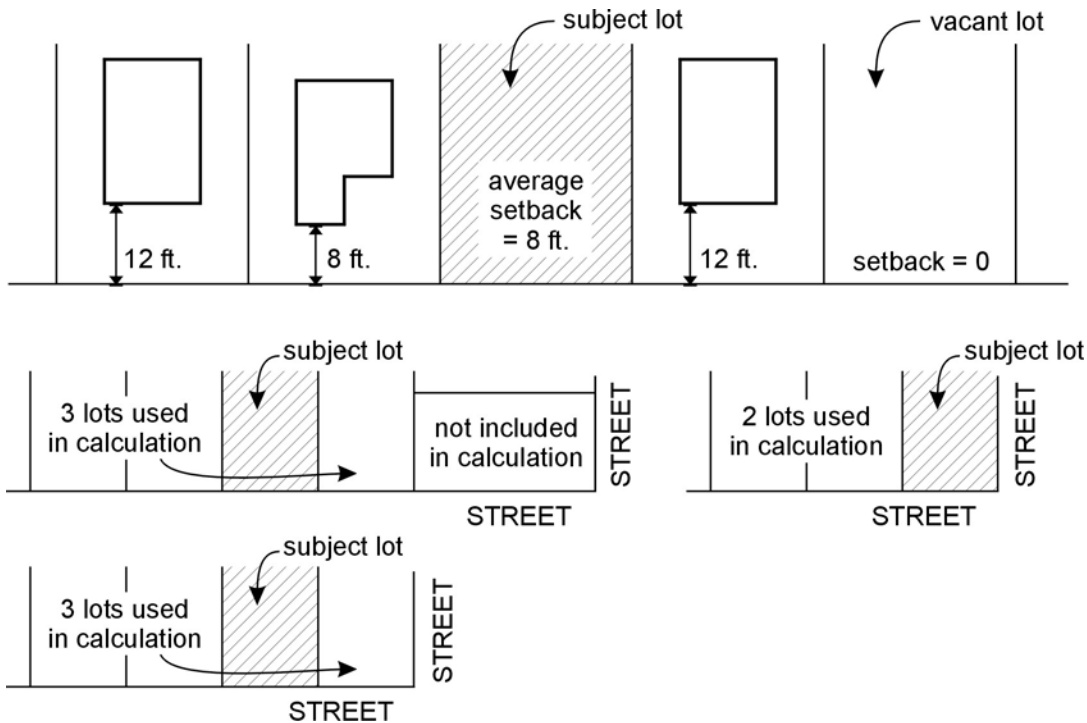 subject lot
vacant lot
average
setback
= 8 ft.
12 ft.
8 ft.
12 ft.
setback = 0
subject lot
3 lots used
in calculation
not included
in calculation
STREET
STREET
subject lot
2 lots used
in calculation
STREET
STREET
subject lot
3 lots used
in calculation
STREET
STREET